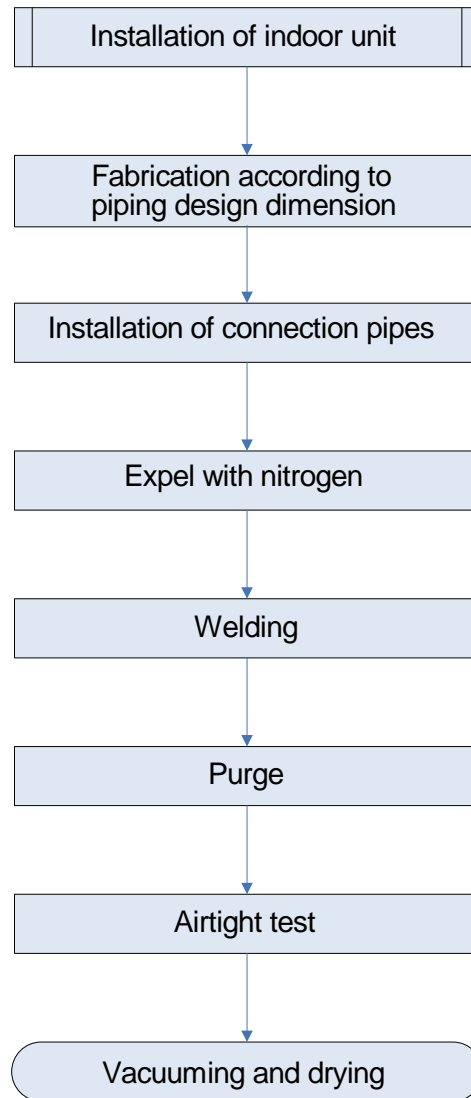 Installation of indoor unit
Fabrication according to
piping design dimension
Installation of connection pipes
Expel with nitrogen
Welding
Purge
Airtight test
Vacuuming and drying